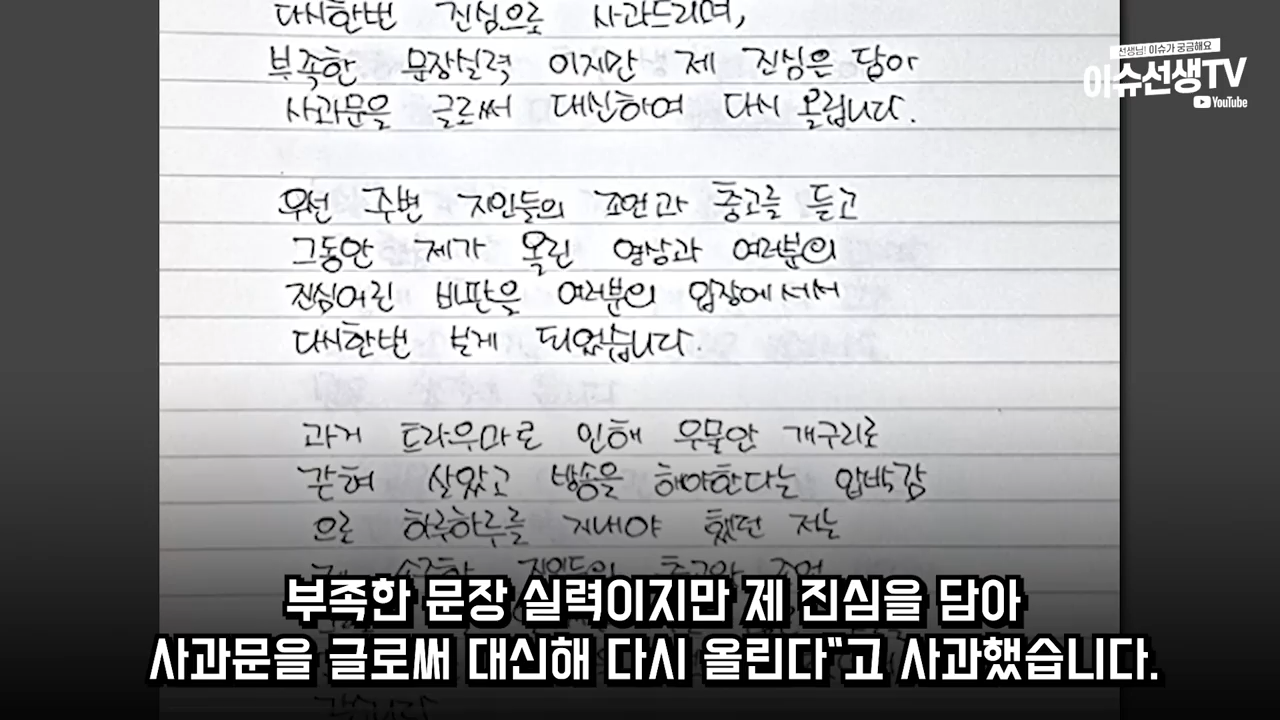 다시한번 진심으로 사과드리며,
부족한 문장실력 이지만 제 진심은 담아
사과문을 글로써 대신하여 다시 올립니다.
우선 주변 지인들의 조언과 충고를 듣고
그동안 제가 올린 영상과 여러분의
진심어린 비판을 여러분의 입장에서서
다시한번 보게 되었습니다.
과거 트라우마로 인해 우물안 개구리로
갇혀 살았고 방송을 해야한다는 압박감
으로 하루하루를 지내야 했던 저는
지인들의 충고와 조언
선생님! 이슈가 궁금해요
이슈선생TV
YouTube
부족한 문장 실력이지만 제 진심을 담아
사과문을 글로써 대신해 다시 올린다"고 사과했습니다.